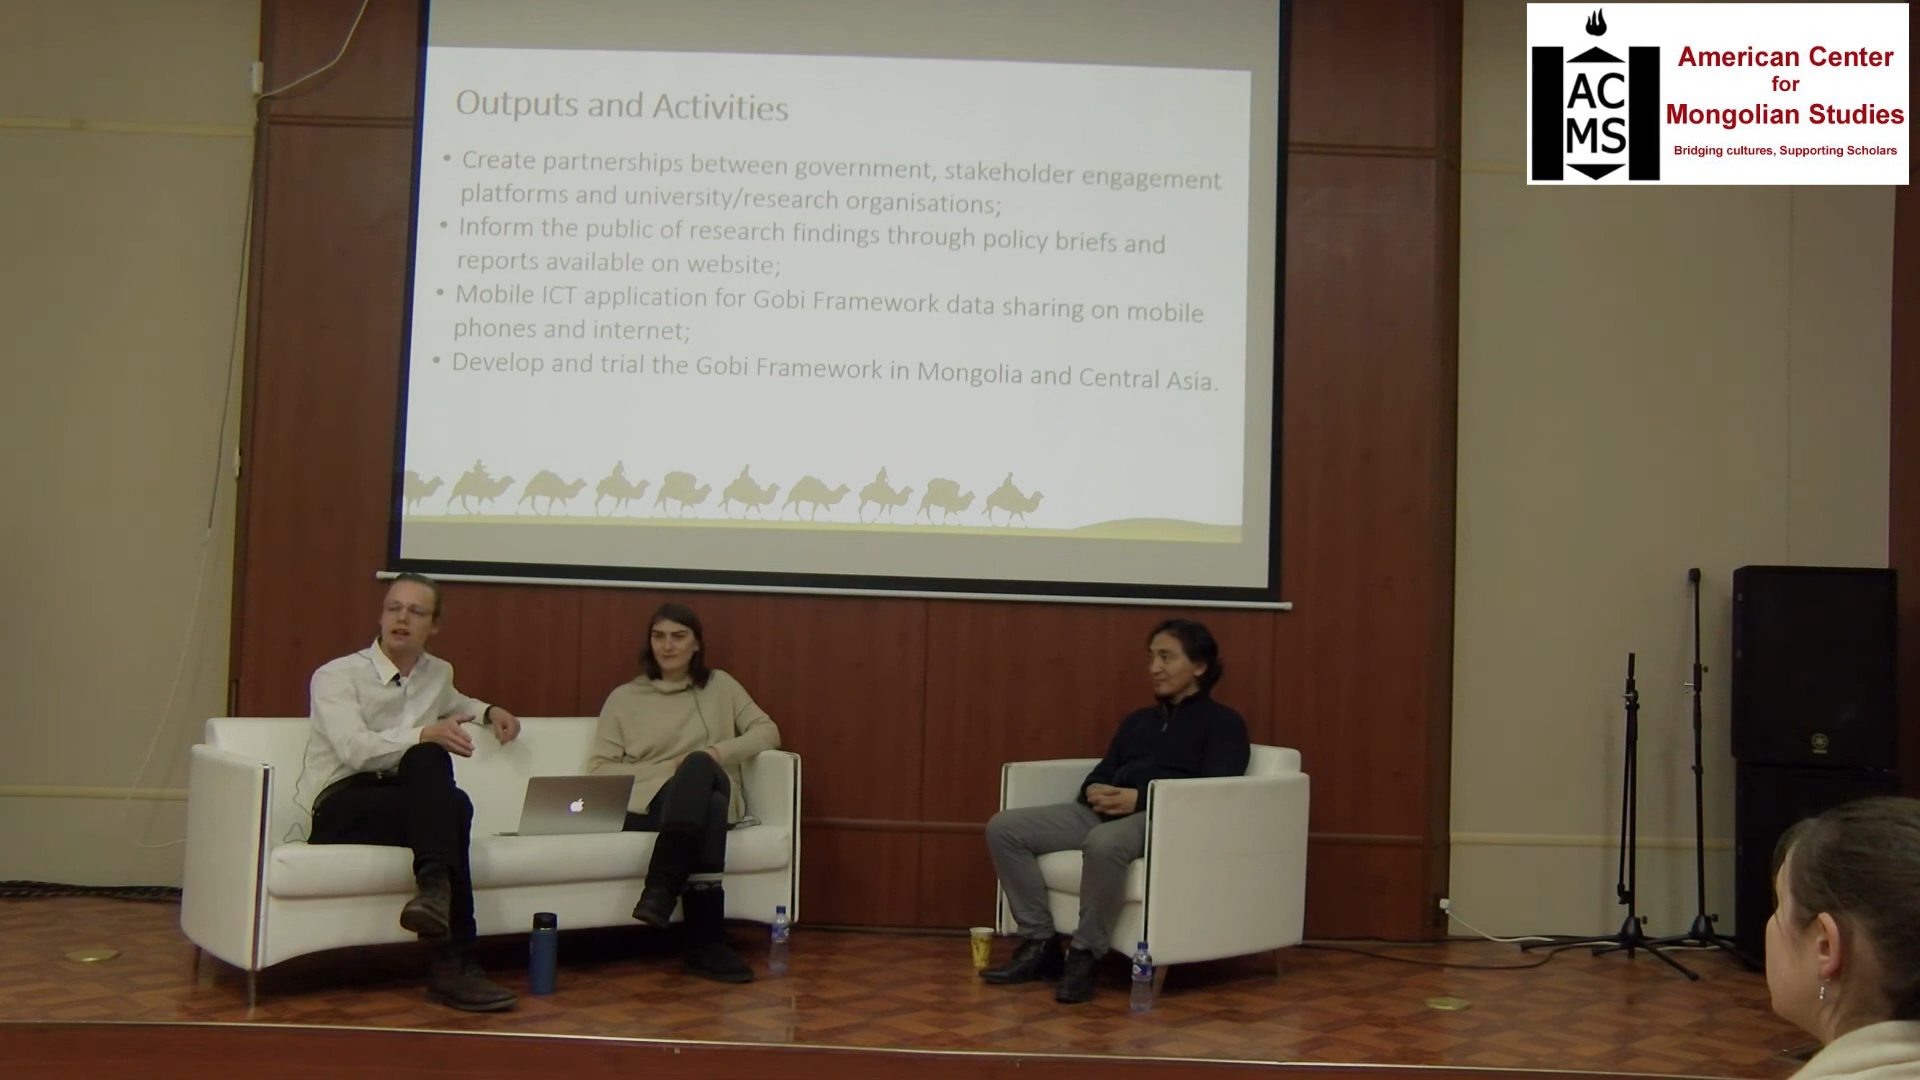 Outputs and Activities
• Create partnerships between government, stakeholder engagement
platforms and university/research organisations;
• Inform the public of research findings through policy briefs and
reports available on website;
• Mobile ICT application for Gobi Framework data sharing on mobile
phones and internet;
• Develop and trial the Gobi Framework in Mongolia and Central Asia.
AC
MS
American Center
for
Mongolian Studies
Bridging cultures, Supporting Scholars